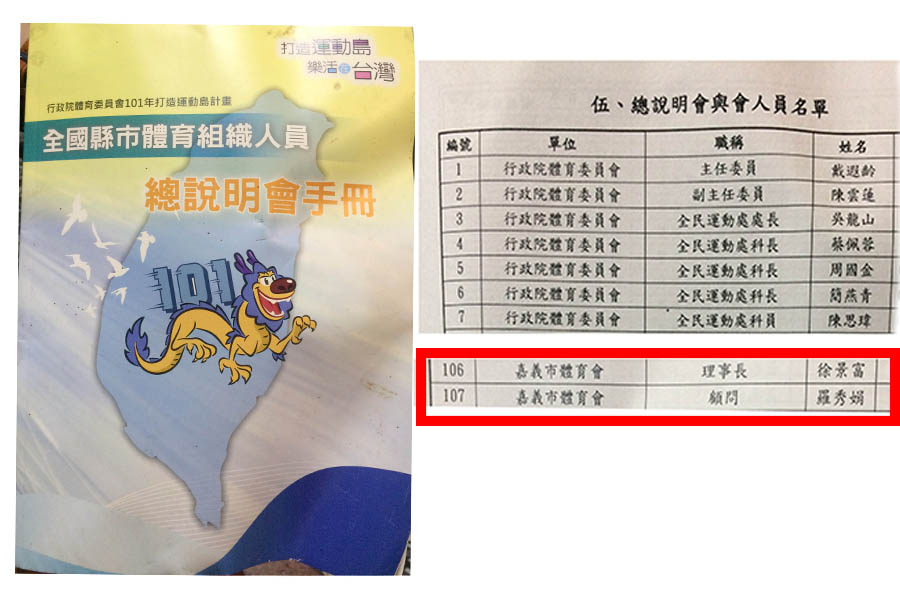 打造運動島
樂活在台灣
行政院體育委員會101年打造運動島計畫
全國縣市體育組織人員
總說明會手冊
101
伍、總說明會與會人員名單
編號 單位 職稱 姓名
1 行政院體育委員會 主任委員 戴遐齡
2 行政院體育委員會 副主任委員 陳雲蓮
3 行政院體育委員會 全民運動處處長 吳龍山
4 行政院體育委員會 全民運動處科長 蔡佩蓉
5 行政院體育委員會 全民運動處科長 周國金
6 行政院體育委員會 全民運動處科長 簡燕青
7 行政院體育委員會 全民運動處科員 陳思瑋
106 嘉義市體育會 理事長 徐景富
107 嘉義市體育會 顧問 羅秀娟